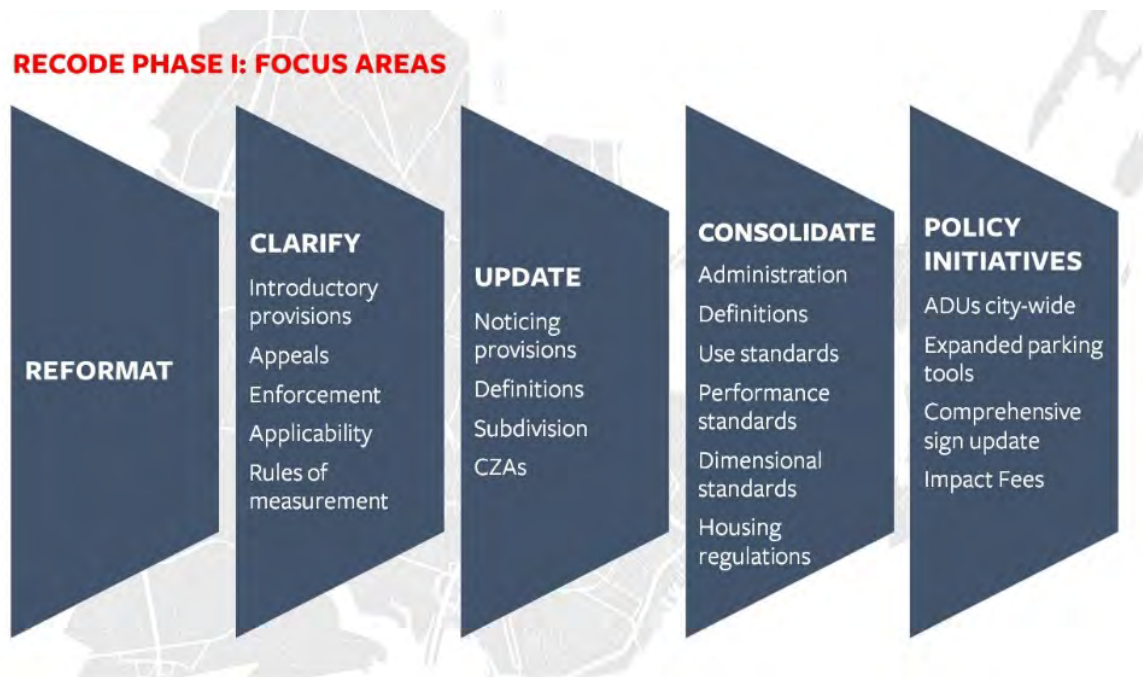 RECODE PHASE I: FOCUS AREAS
REFORMAT
CLARIFY
Introductory
provisions
Appeals
Enforcement
Applicability
Rules of
measurement
UPDATE
Noticing
provisions
Definitions
Subdivision
CZAs
CONSOLIDATE
Administration
Definitions
Use standards
Performance
standards
Dimensional
standards
Housing
regulations
POLICY
INITIATIVES
ADUs city-wide
Expanded parking
tools
Comprehensive
sign update
Impact Fees